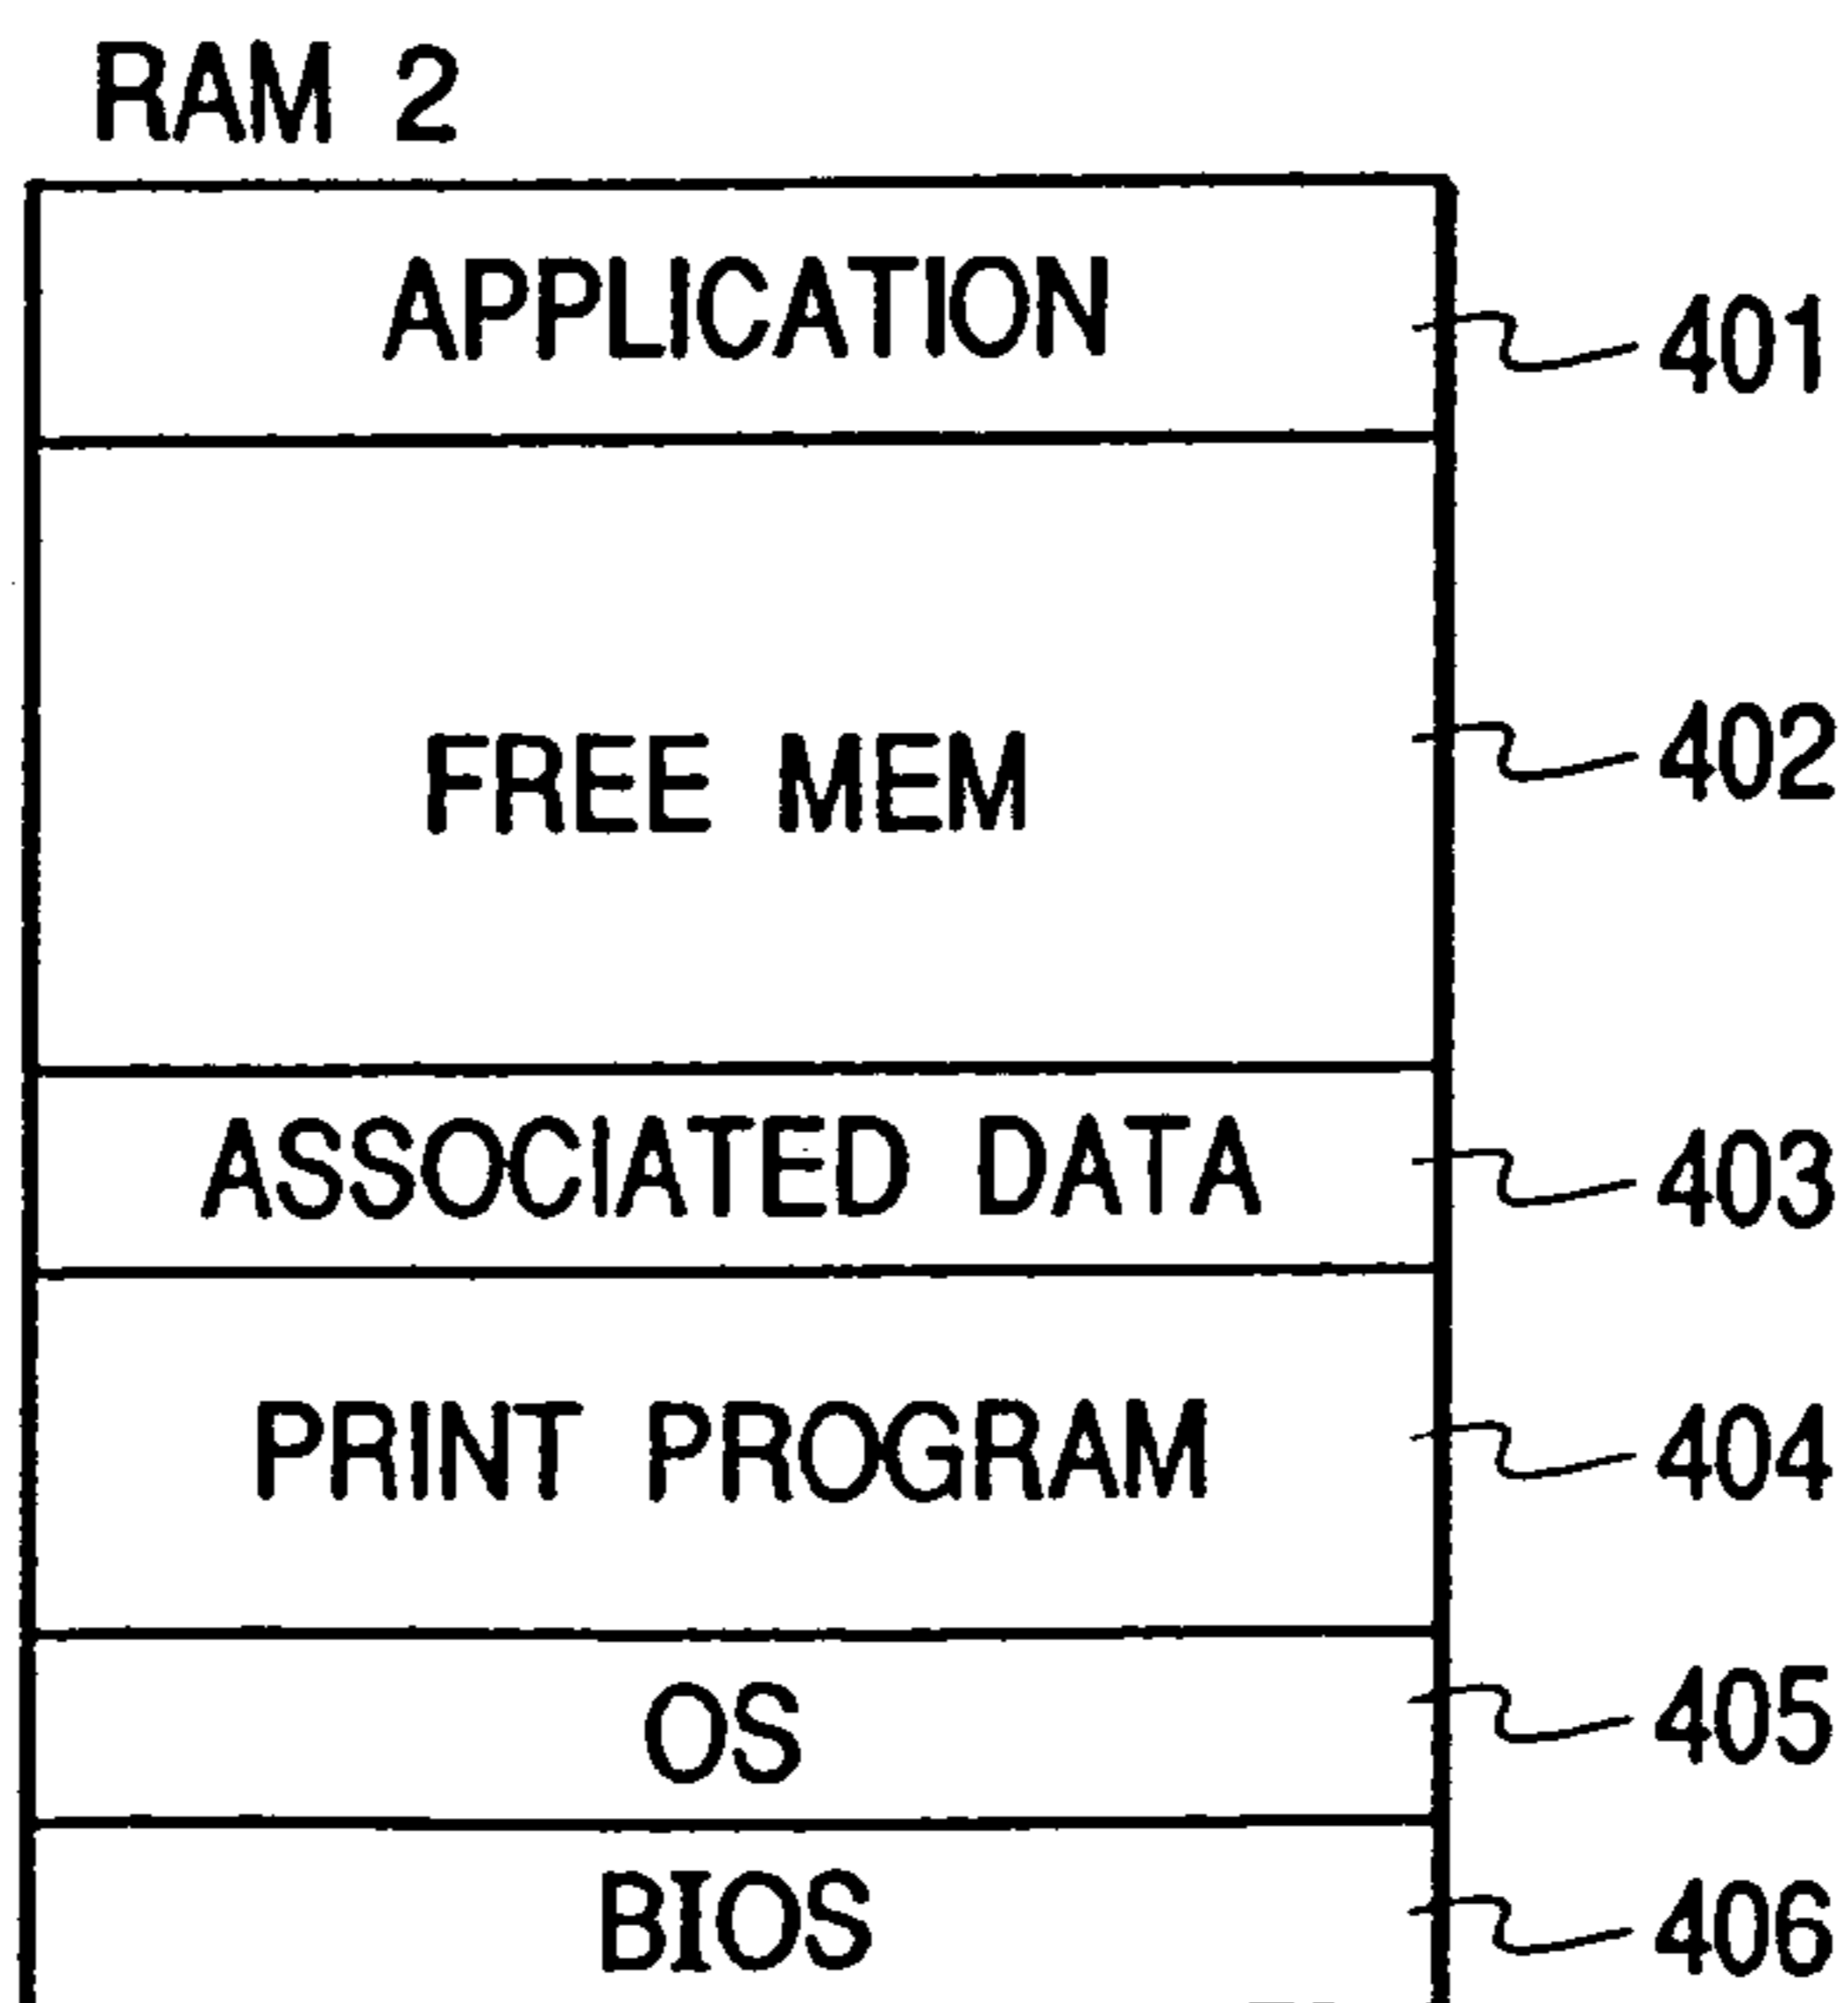 RAM 2
APPLICATION
401
FREE MEM
402
ASSOCIATED DATA
403
PRINT PROGRAM
404
OS
405
BIOS
406